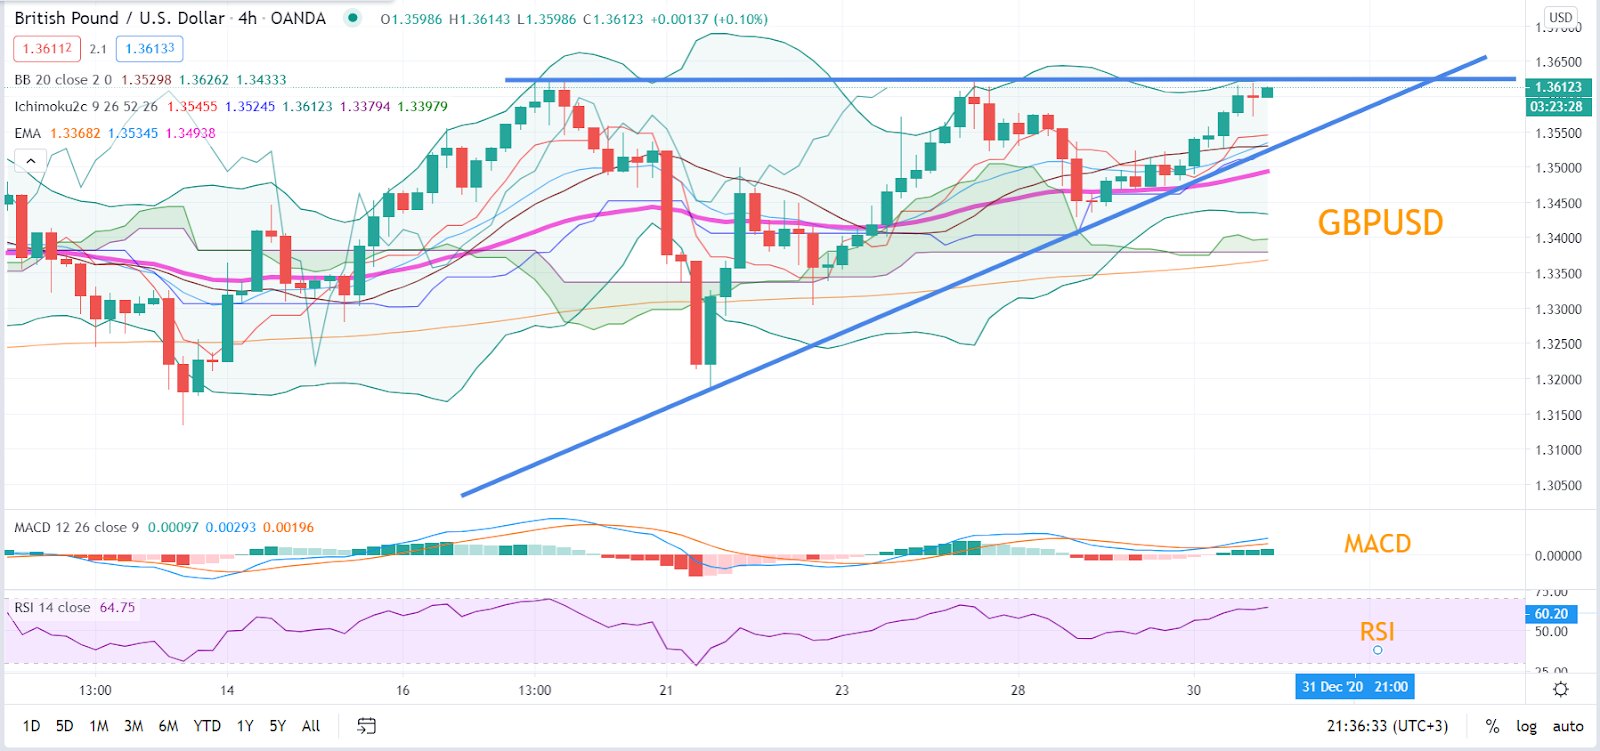 British Pound / U.S. Dollar · 4h · OANDA O1.35986 H1.36143 L1.35986 C1.36123 +0.00137 (+0.10%)
1.36112 2.1 1.36133
BB 20 close 2 0 1.35298 1.36262 1.34333
Ichimoku2c 9 26 52 26 1.35455 1.35245 1.36123 1.33794 1.33979
EMA 1.33682 1.35345 1.34938
USD
1.37000
1.36500
1.36123
03:23:28
1.35500
1.35000
1.34500
1.34000
1.33500
1.33000
1.32500
1.32000
1.31500
1.31000
1.30500
GBPUSD
MACD 12 26 close 9 0.00097 0.00293 0.00196
MACD
0.00000
RSI 14 close 64.75
RSI
75.00
60.20
50.00
25.00
13:00 14 16 13:00 21 23 28 30 31 Dec '20 21:00
1D 5D 1M 3M 6M YTD 1Y 5Y All 21:36:33 (UTC+3) % log auto